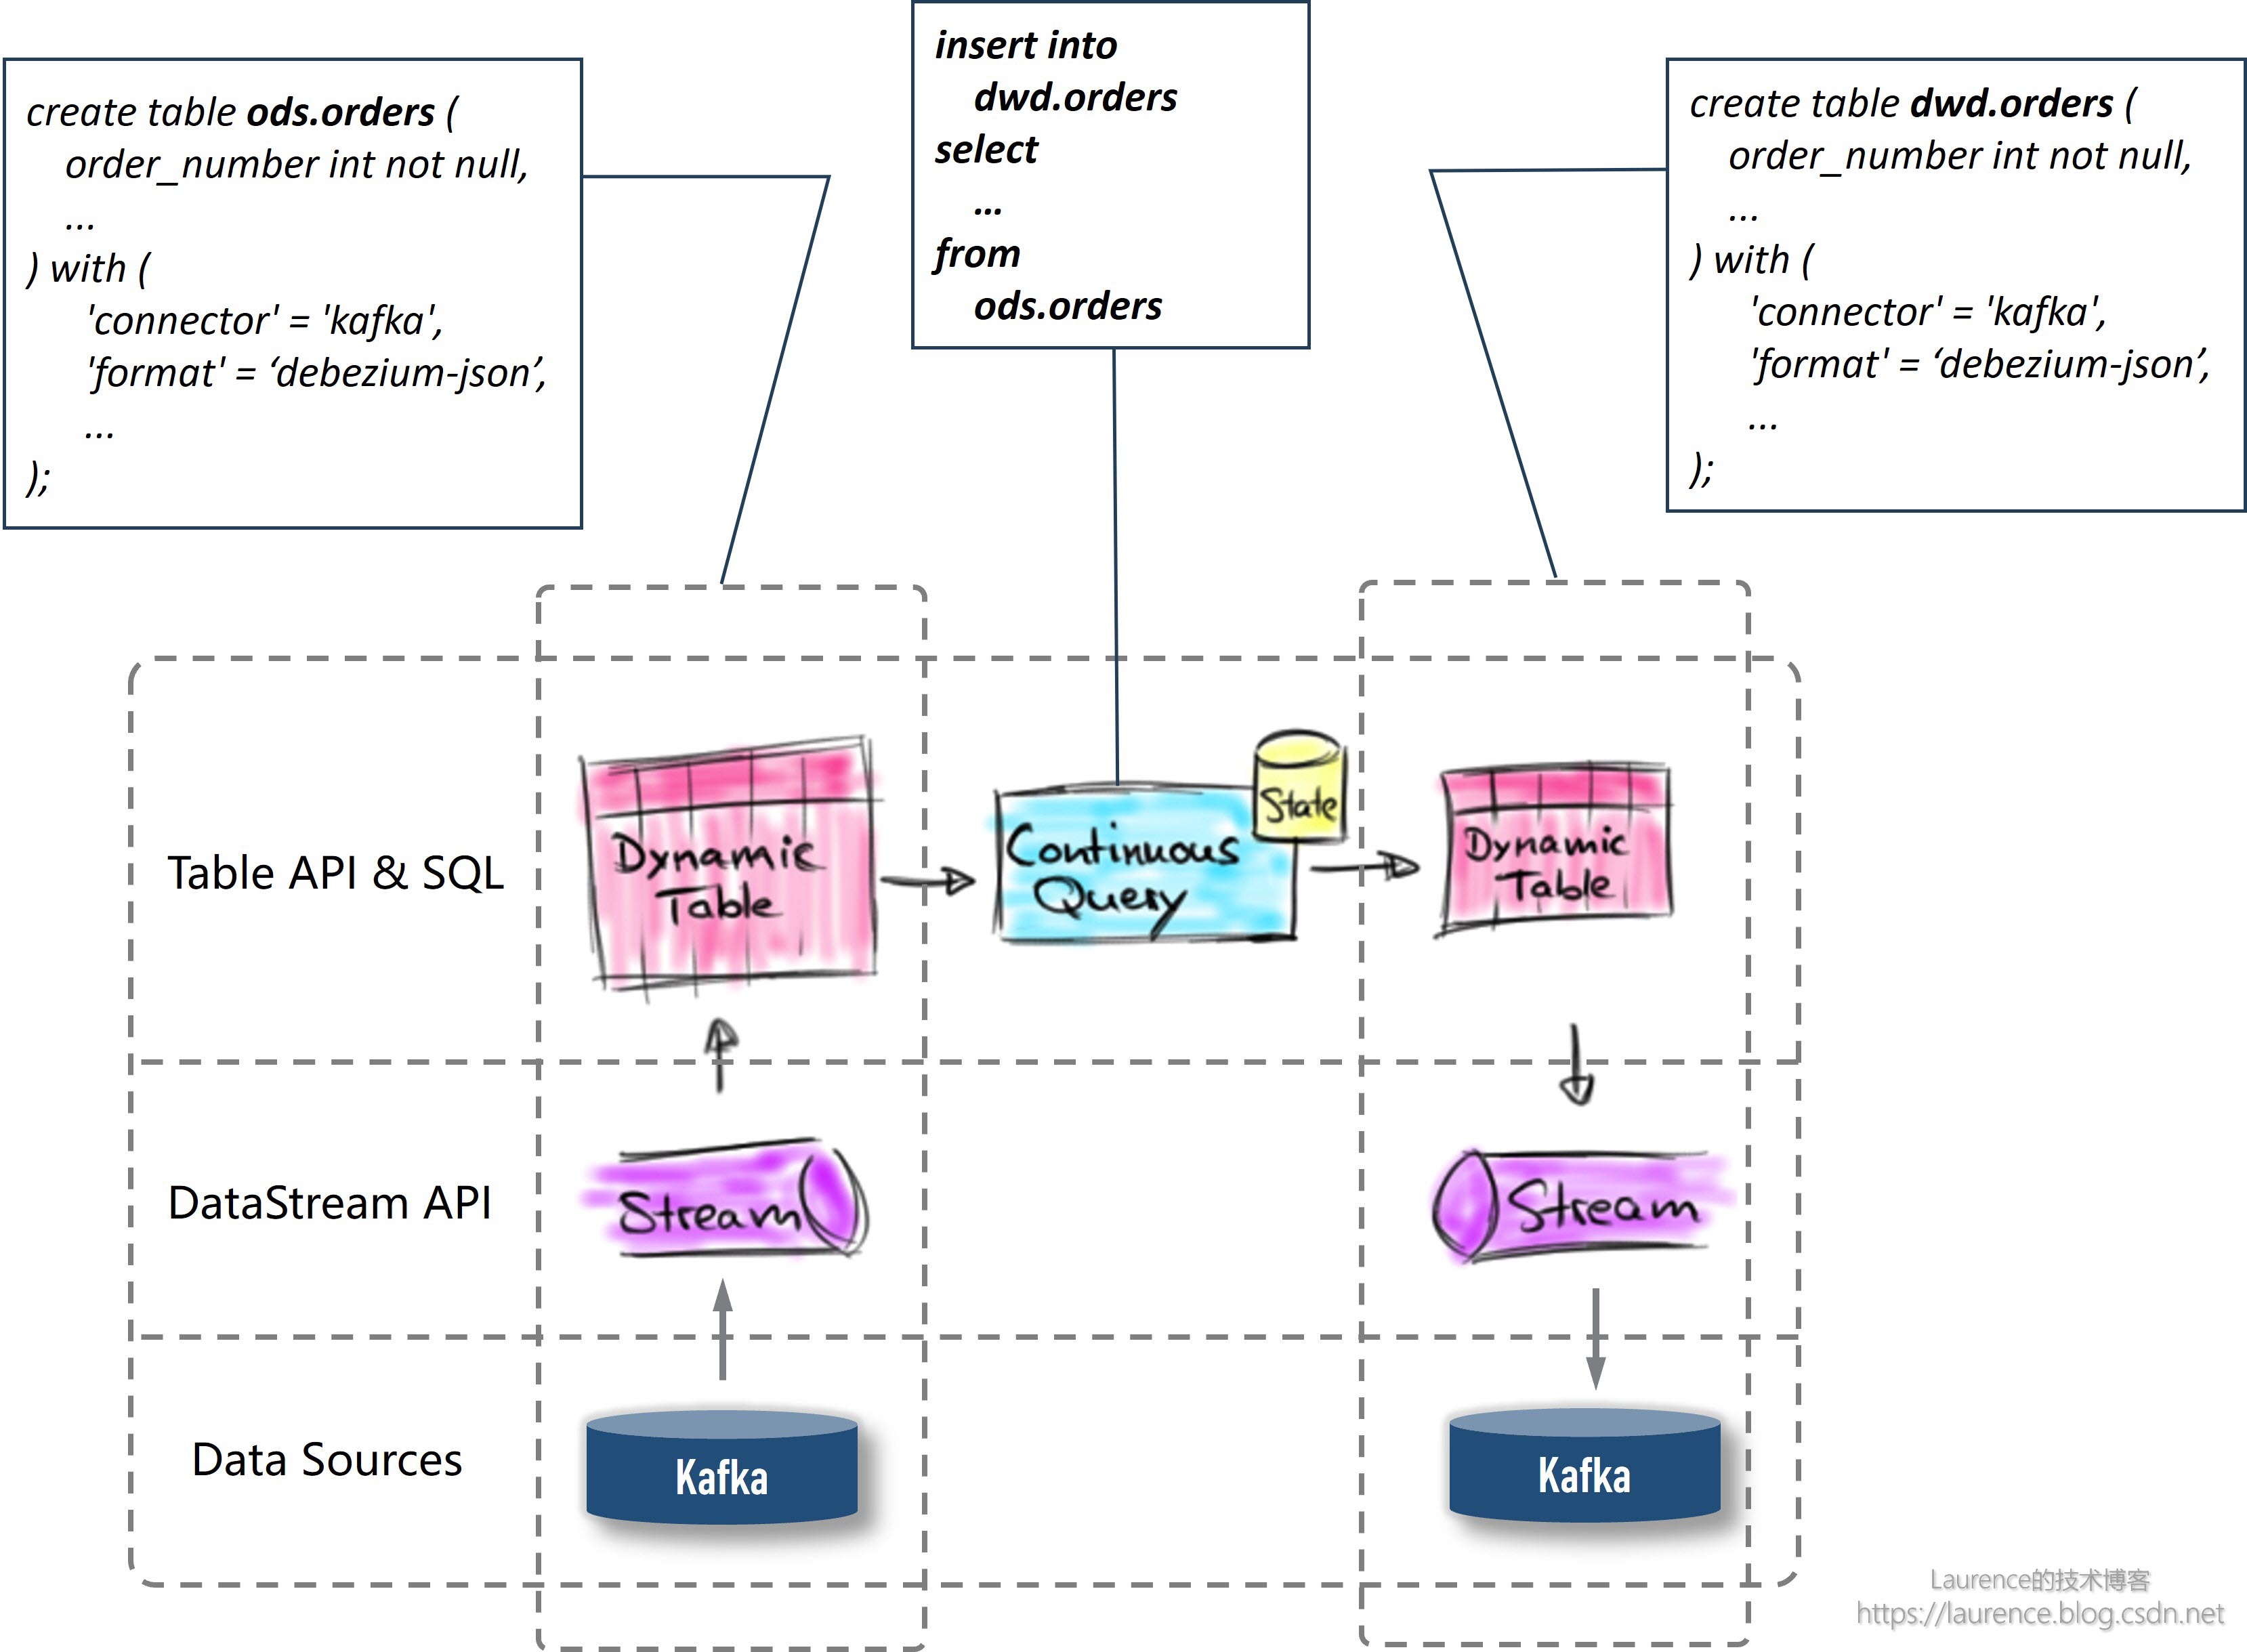 create table ods.orders (
order_number int not null,
...
) with (
'connector' = 'kafka',
'format' = ‘debezium-json’,
...
);
insert into
dwd.orders
select
...
from
ods.orders
create table dwd.orders (
order_number int not null,
...
) with (
'connector' = 'kafka',
'format' = ‘debezium-json’,
...
);
Table API & SQL
Dynamic
Table
Continuous
Query
State
Dynamic
Table
DataStream API
Stream
Stream
Data Sources
Kafka
Kafka
Laurence的技术博客
https://laurence.blog.csdn.net